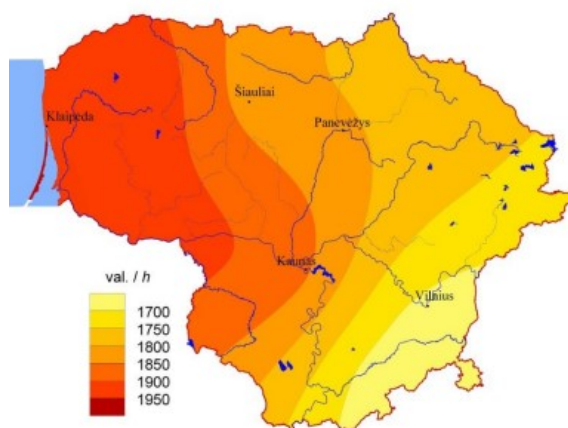 Šiauliai
Klaipėda
Panevėžys
Kaunas
val. / h
Vilnius
1700
1750
1800
1850
1900
1950